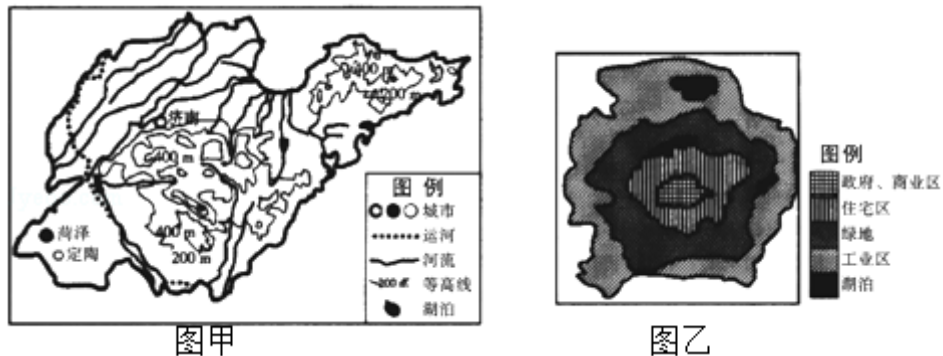 济南
400 m
400
200 m
400 m
200 m
菏泽
定陶
图 例
城市
运河
河流
200
等高线
湖泊
图例
政府、商业区
住宅区
绿地
工业区
湖泊
图甲
图乙